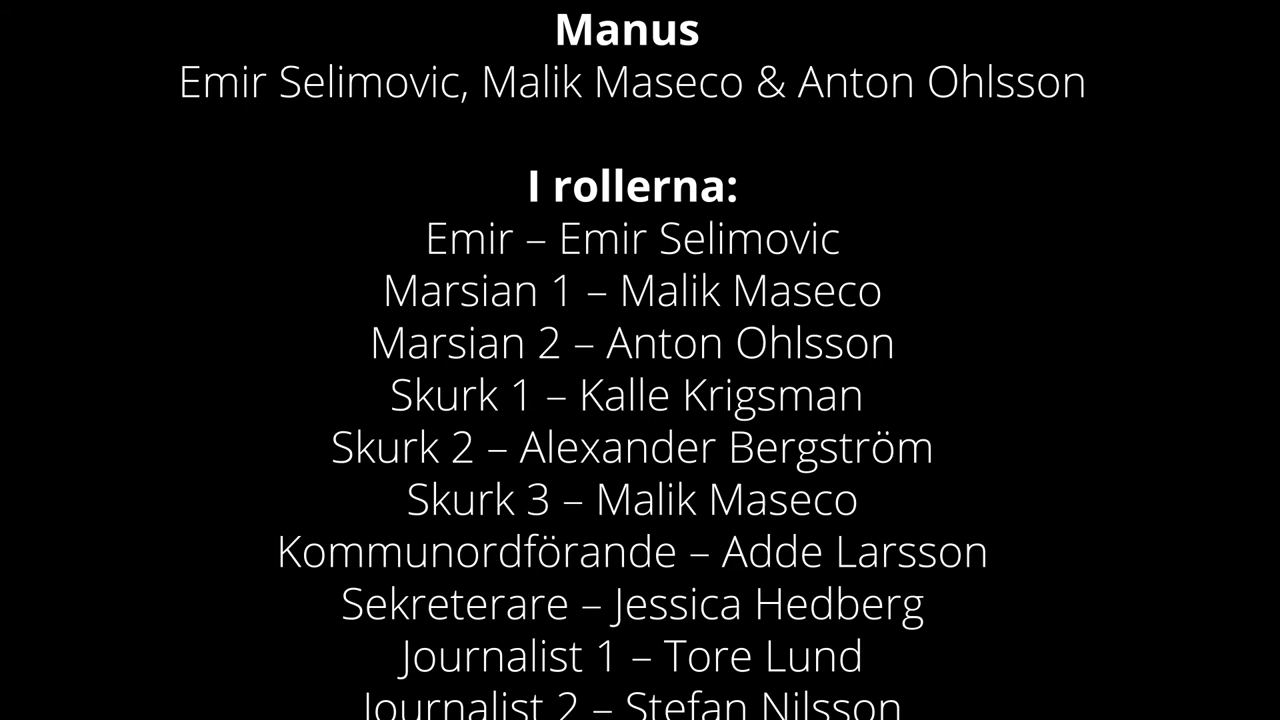 Manus
Emir Selimovic, Malik Maseco & Anton Ohlsson
I rollerna:
Emir – Emir Selimovic
Marsian 1 – Malik Maseco
Marsian 2 – Anton Ohlsson
Skurk 1 – Kalle Krigsman
Skurk 2 – Alexander Bergström
Skurk 3 – Malik Maseco
Kommunordförande – Adde Larsson
Sekreterare – Jessica Hedberg
Journalist 1 – Tore Lund
Journalist 2 – Stefan Nilsson